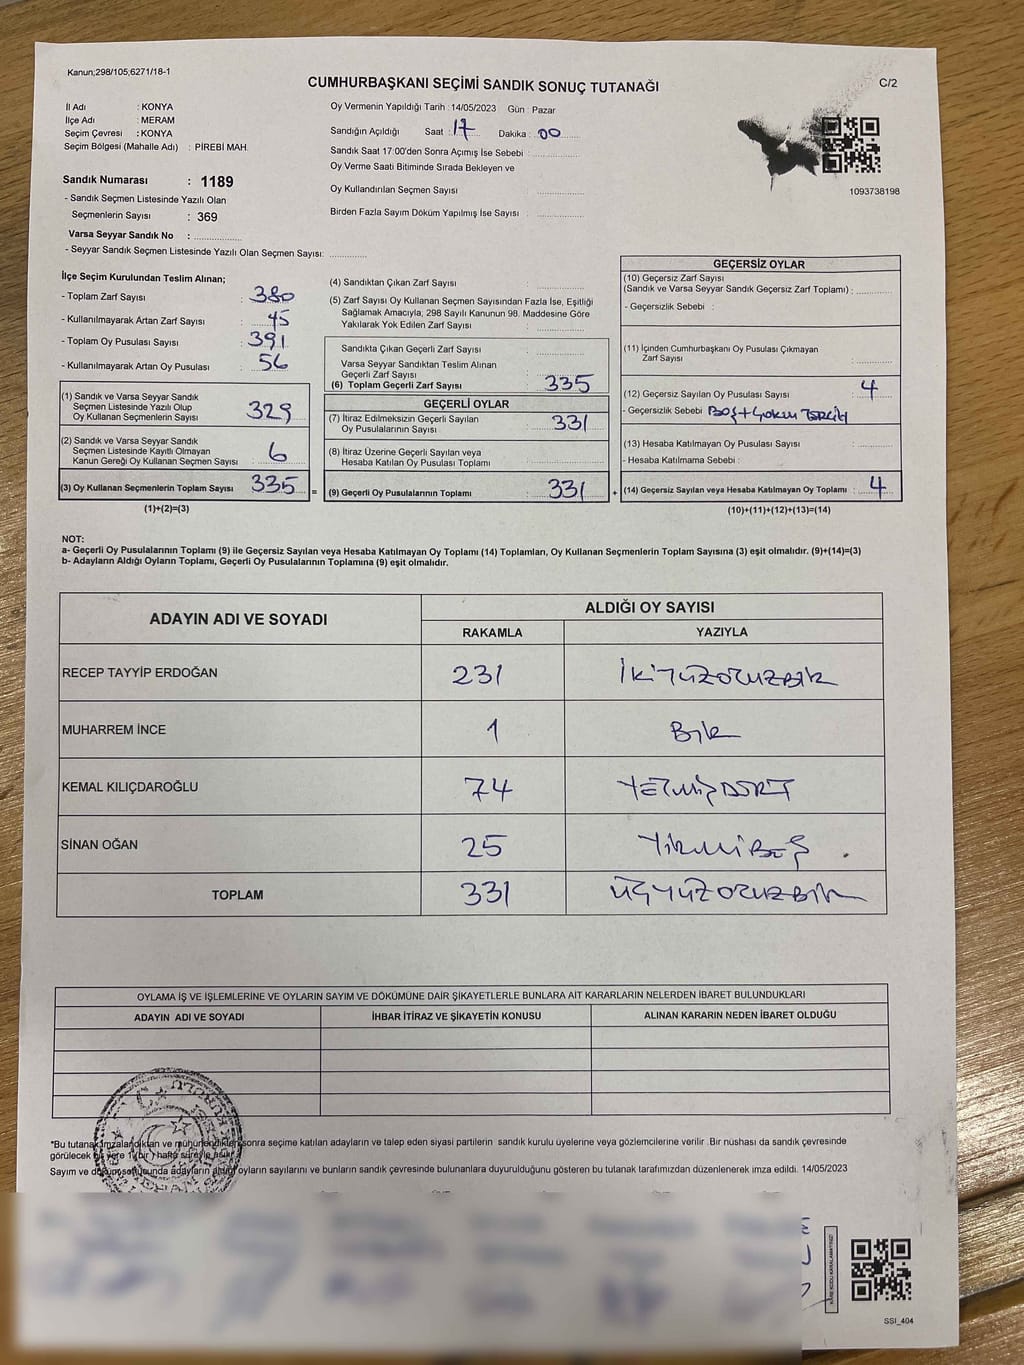 Kanun;298/105;6271/18-1
CUMHURBAŞKANI SEÇİMİ SANDIK SONUÇ TUTANAĞI
C/2
İl Adı : KONYA
İlçe Adı : MERAM
Seçim Çevresi : KONYA
Seçim Bölgesi (Mahalle Adı) : PİREBİ MAH.
Sandık Numarası : 1189
- Sandık Seçmen Listesinde Yazılı Olan
Seçmenlerin Sayısı : 369
Varsa Seyyar Sandık No :
- Seyyar Sandık Seçmen Listesinde Yazılı Olan Seçmen Sayısı:
Oy Vermenin Yapıldığı Tarih : 14/05/2023 Gün : Pazar
Sandığın Açıldığı Saat : 17 Dakika : 00
Sandık Saat 17:00'den Sonra Açımış İse Sebebi :
Oy Verme Saati Bitiminde Sırada Bekleyen ve
Oy Kullandırılan Seçmen Sayısı
Birden Fazla Sayım Döküm Yapılmış İse Sayısı :
1093738198
İlçe Seçim Kurulundan Teslim Alınan;
- Toplam Zarf Sayısı : 380
- Kullanılmayarak Artan Zarf Sayısı : 45
- Toplam Oy Pusulası Sayısı : 391
- Kullanılmayarak Artan Oy Pusulası : 56
(1) Sandık ve Varsa Seyyar Sandık
Seçmen Listesinde Yazılı Olup
Oy Kullanan Seçmenlerin Sayısı : 329
(2) Sandık ve Varsa Seyyar Sandık
Seçmen Listesinde Kayıtlı Olmayan
Kanun Gereği Oy Kullanan Seçmen Sayısı : 6
(3) Oy Kullanan Seçmenlerin Toplam Sayısı : 335 =
(1)+(2)=(3)
(4) Sandıktan Çıkan Zarf Sayısı :
(5) Zarf Sayısı Oy Kullanan Seçmen Sayısından Fazla İse, Eşitliği
Sağlamak Amacıyla; 298 Sayılı Kanunun 98. Maddesine Göre
Yakılarak Yok Edilen Zarf Sayısı :
Sandıkta Çıkan Geçerli Zarf Sayısı :
Varsa Seyyar Sandıktan Teslim Alınan
Geçerli Zarf Sayısı :
(6) Toplam Geçerli Zarf Sayısı : 335
GEÇERLİ OYLAR
(7) İtiraz Edilmeksizin Geçerli Sayılan
Oy Pusulalarının Sayısı : 331
(8) İtiraz Üzerine Geçerli Sayılan veya
Hesaba Katılan Oy Pusulası Toplamı :
(9) Geçerli Oy Pusulalarının Toplamı : 331 +
GEÇERSİZ OYLAR
(10) Geçersiz Zarf Sayısı
(Sandık ve Varsa Seyyar Sandık Geçersiz Zarf Toplamı) :
- Geçersizlik Sebebi :
(11) İçinden Cumhurbaşkanı Oy Pusulası Çıkmayan
Zarf Sayısı :
(12) Geçersiz Sayılan Oy Pusulası Sayısı : 4
- Geçersizlik Sebebi : Boş+Çoklu Tercih
(13) Hesaba Katılmayan Oy Pusulası Sayısı :
- Hesaba Katılmama Sebebi :
(14) Geçersiz Sayılan veya Hesaba Katılmayan Oy Toplamı : 4
(10)+(11)+(12)+(13)=(14)
NOT:
a- Geçerli Oy Pusulalarının Toplamı (9) ile Geçersiz Sayılan veya Hesaba Katılmayan Oy Toplamı (14) Toplamları, Oy Kullanan Seçmenlerin Toplam Sayısına (3) eşit olmalıdır. (9)+(14)=(3)
b- Adayların Aldığı Oyların Toplamı, Geçerli Oy Pusulalarının Toplamına (9) eşit olmalıdır.
ADAYIN ADI VE SOYADI ALDIĞI OY SAYISI
RAKAMLA YAZIYLA
RECEP TAYYİP ERDOĞAN 231 İKİYÜZOTUZBİR
MUHARREM İNCE 1 BİR
KEMAL KILIÇDAROĞLU 74 YETMİŞDÖRT
SİNAN OĞAN 25 YİRMİBEŞ
TOPLAM 331 ÜÇYÜZOTUZBİR
OYLAMA İŞ VE İŞLEMLERİNE VE OYLARIN SAYIM VE DÖKÜMÜNE DAİR ŞİKAYETLERLE BUNLARA AİT KARARLARIN NELERDEN İBARET BULUNDUKLARI
ADAYIN ADI VE SOYADI İHBAR İTİRAZ VE ŞİKAYETİN KONUSU ALINAN KARARIN NEDEN İBARET OLDUĞU
*Bu tutanak imzalandıktan ve mühürlendikten sonra seçime katılan adayların ve talep eden siyasi partilerin sandık kurulu üyelerine veya gözlemcilerine verilir .Bir nüshası da sandık çevresinde
görülecek bir yere 1 (bir ) hafta süreyle asılır.
Sayım ve döküm sonucunda adayların aldığı oyların sayılarını ve bunların sandık çevresinde bulunanlara duyurulduğunu gösteren bu tutanak tarafımızdan düzenlenerek imza edildi. 14/05/2023
KAREKODU KARALAMAYINIZ!
SSI_404